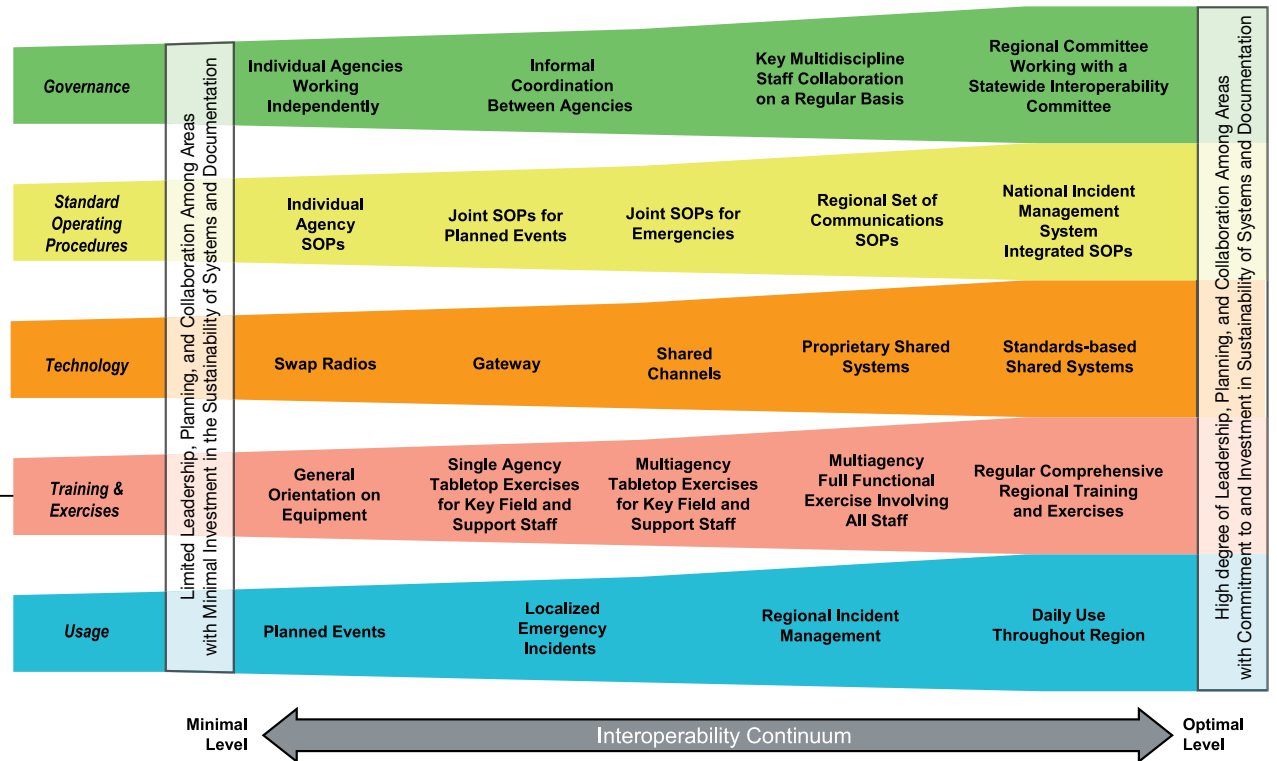 Governance
Individual Agencies
Working
Independently
Informal
Coordination
Between Agencies
Key Multidiscipline
Staff Collaboration
on a Regular Basis
Regional Committee
Working with a
Statewide Interoperability
Committee
Standard
Operating
Procedures
Individual
Agency
SOPs
Joint SOPs for
Planned Events
Joint SOPs for
Emergencies
Regional Set of
Communications
SOPs
National Incident
Management
System
Integrated SOPs
Technology
Swap Radios
Gateway
Shared
Channels
Proprietary Shared
Systems
Standards-based
Shared Systems
Training &
Exercises
General
Orientation on
Equipment
Single Agency
Tabletop Exercises
for Key Field and
Support Staff
Multiagency
Tabletop Exercises
for Key Field and
Support Staff
Multiagency
Full Functional
Exercise Involving
All Staff
Regular Comprehensive
Regional Training
and Exercises
Usage
Planned Events
Localized
Emergency
Incidents
Regional Incident
Management
Daily Use
Throughout Region
Limited Leadership, Planning, and Collaboration Among Areas
with Minimal Investment in the Sustainability of Systems and Documentation
High degree of Leadership, Planning, and Collaboration Among Areas
with Commitment to and Investment in Sustainability of Systems and Documentation
Minimal
Level
Interoperability Continuum
Optimal
Level